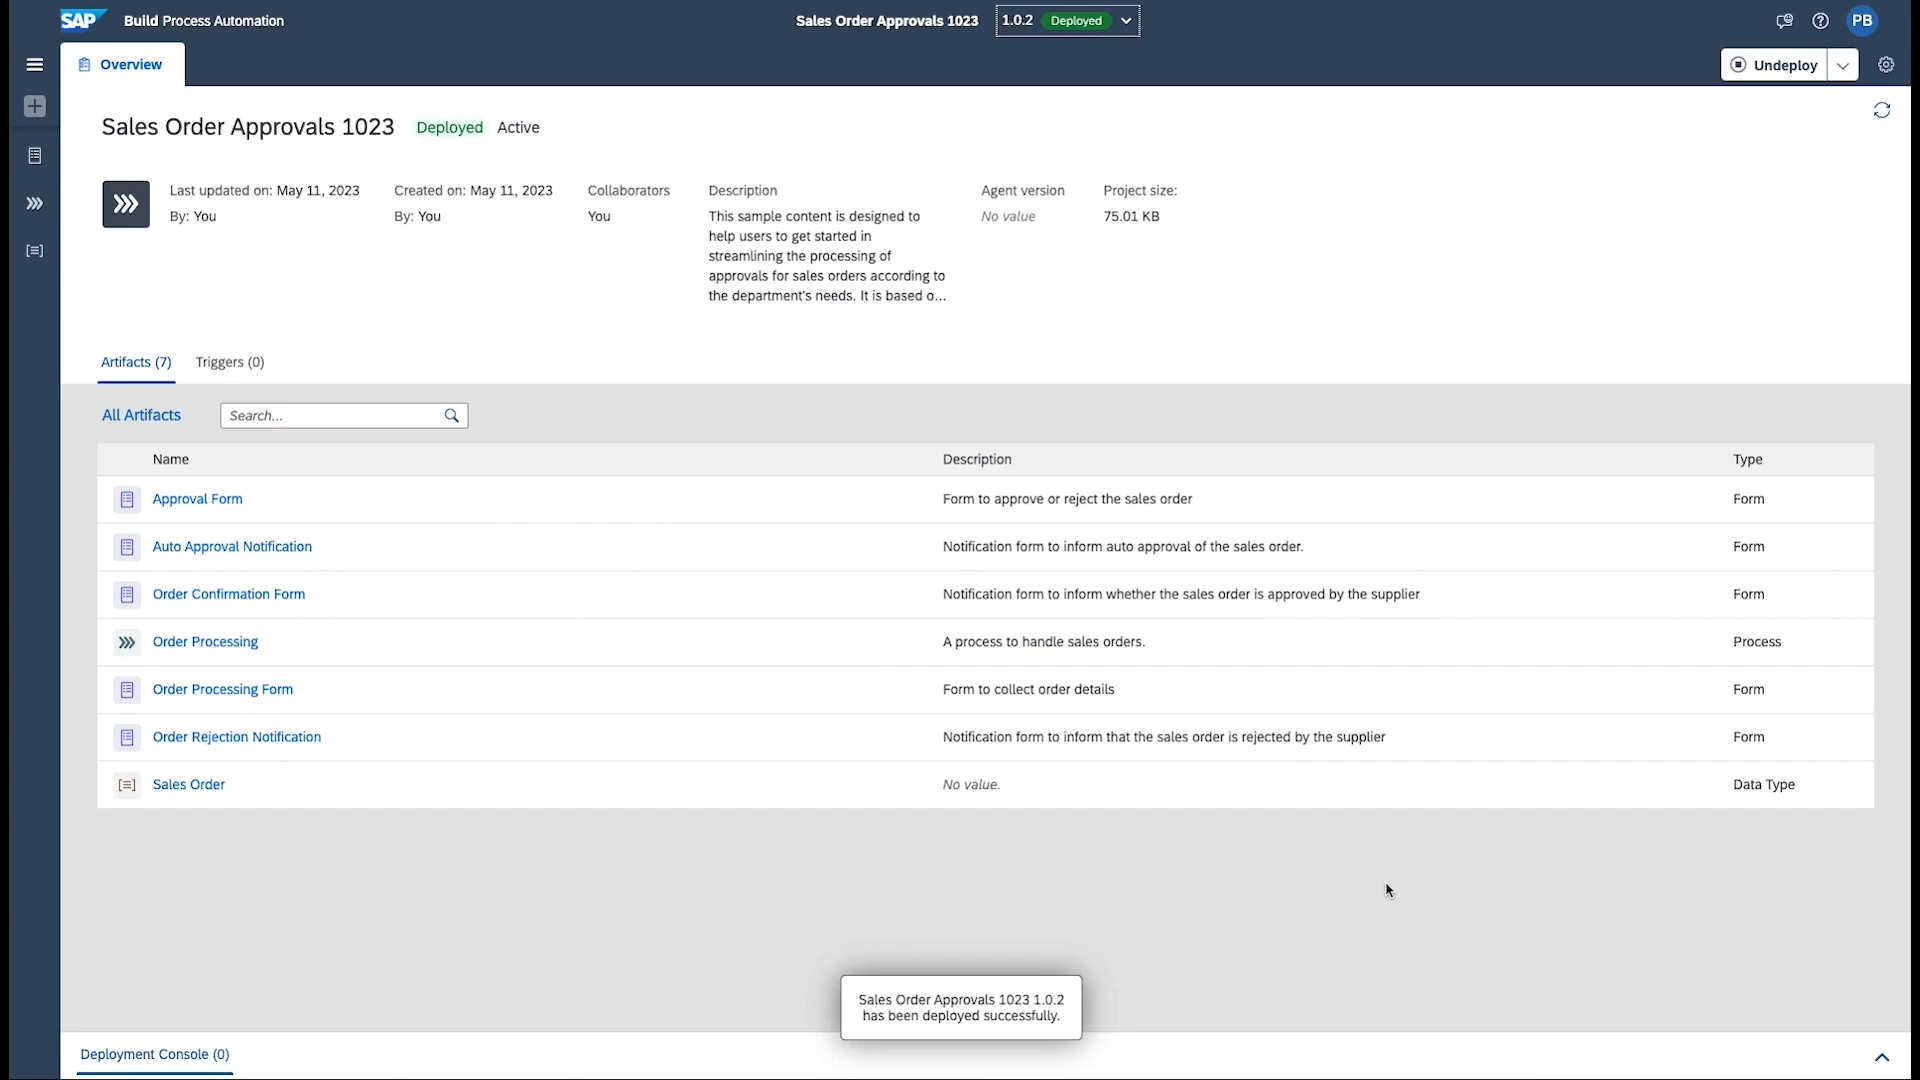 SAP Build Process Automation
Sales Order Approvals 1023 1.0.2 Deployed
PB
Overview
Undeploy
Sales Order Approvals 1023 Deployed Active
Last updated on: May 11, 2023
By: You
Created on: May 11, 2023
By: You
Collaborators
You
Description
This sample content is designed to
help users to get started in
streamlining the processing of
approvals for sales orders according to
the department's needs. It is based o...
Agent version
No value
Project size:
75.01 KB
Artifacts (7) Triggers (0)
All Artifacts Search...
Name Description Type
Approval Form Form to approve or reject the sales order Form
Auto Approval Notification Notification form to inform auto approval of the sales order. Form
Order Confirmation Form Notification form to inform whether the sales order is approved by the supplier Form
Order Processing A process to handle sales orders. Process
Order Processing Form Form to collect order details Form
Order Rejection Notification Notification form to inform that the sales order is rejected by the supplier Form
Sales Order No value. Data Type
Sales Order Approvals 1023 1.0.2
has been deployed successfully.
Deployment Console (0)